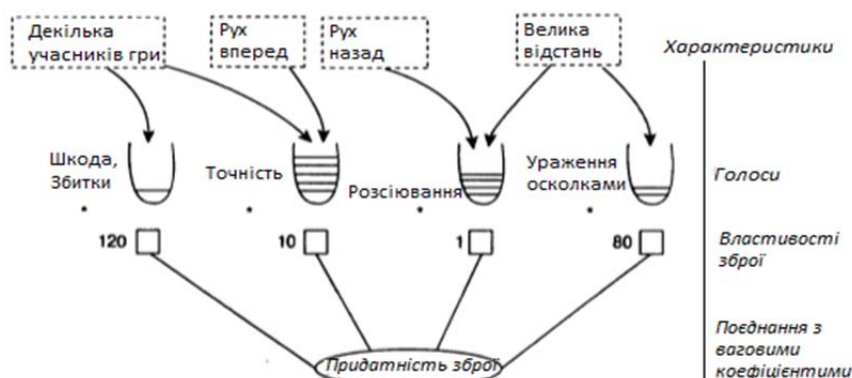 Декілька
учасників гри
Рух
вперед
Рух
назад
Велика
відстань
Характеристики
Шкода,
Збитки
Точність
Розсіювання
Ураження
осколками
Голоси
120
10
1
80
Властивості
зброї
Придатність зброї
Поєднання з
ваговими
коефіцієнтими